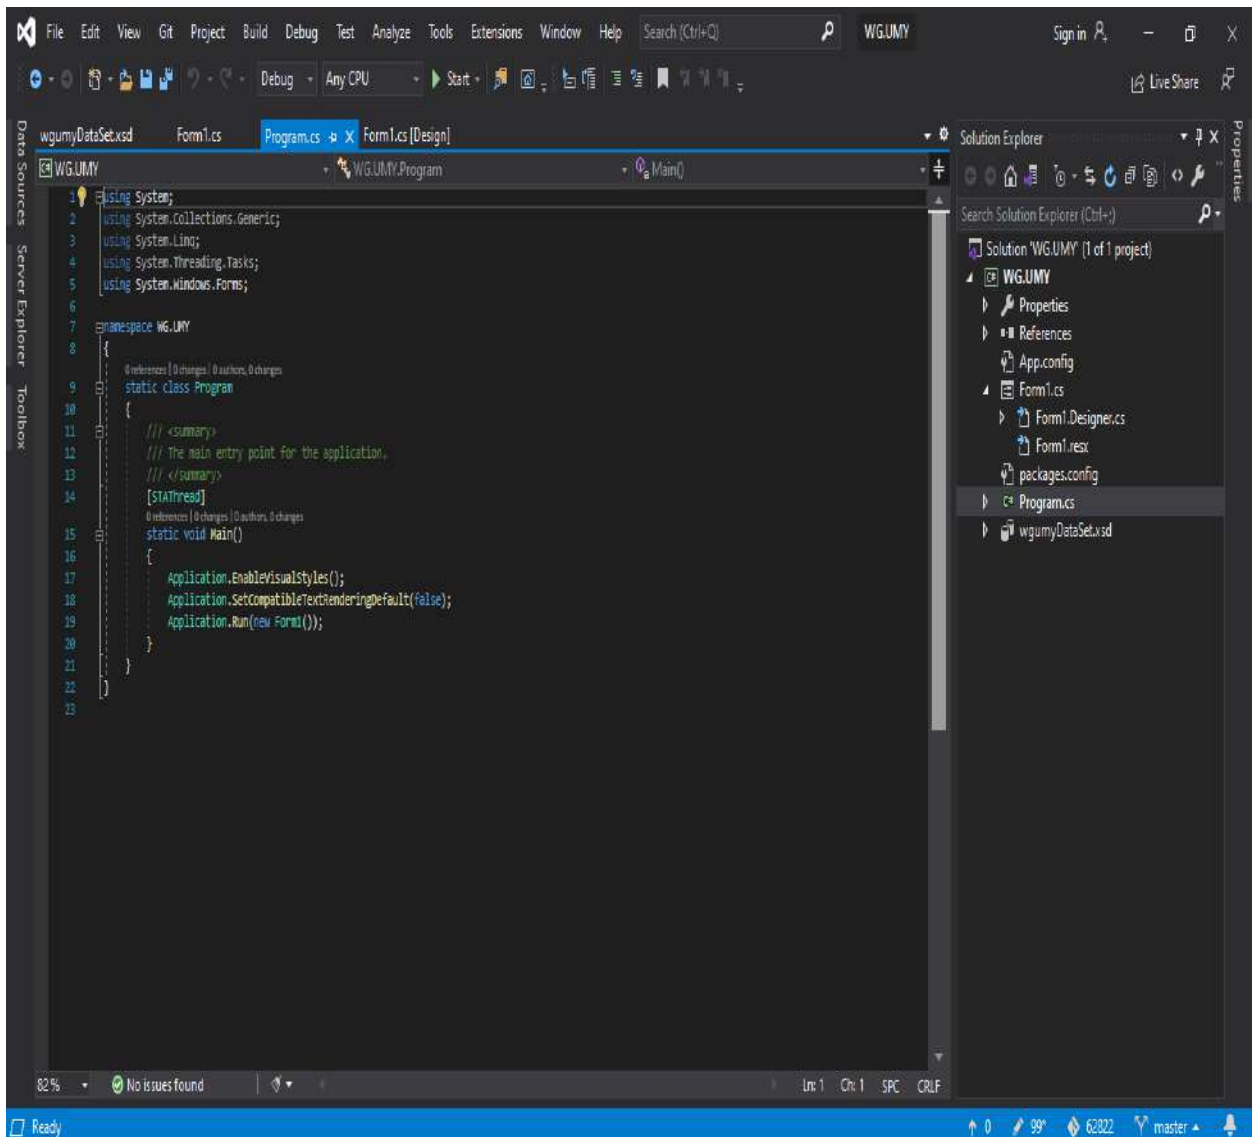 File Edit View Git Project Build Debug Test Analyze Tools Extensions Window Help Search (Ctrl+Q) WG.UMY Sign in
Debug Any CPU Start Live Share
Data Sources
Server Explorer
Toolbox
wgumyDataSet.xsd Form1.cs Program.cs Form1.cs [Design]
WG.UMY WG.UMY.Program Main()
1 using System;
2 using System.Collections.Generic;
3 using System.Linq;
4 using System.Threading.Tasks;
5 using System.Windows.Forms;
6
7 namespace WG.UMY
8 {
0 references | 0 changes | 0 authors, 0 changes
9 static class Program
10 {
11 /// <summary>
12 /// The main entry point for the application.
13 /// </summary>
14 [STAThread]
0 references | 0 changes | 0 authors, 0 changes
15 static void Main()
16 {
17 Application.EnableVisualStyles();
18 Application.SetCompatibleTextRenderingDefault(false);
19 Application.Run(new Form1());
20 }
21 }
22 }
23
82 % No issues found Ln: 1 Ch: 1 SPC CRLF
Solution Explorer
Search Solution Explorer (Ctrl+;)
Solution 'WG.UMY' (1 of 1 project)
WG.UMY
Properties
References
App.config
Form1.cs
Form1.Designer.cs
Form1.resx
packages.config
Program.cs
wgumyDataSet.xsd
Properties
Ready 0 99+ 62822 master